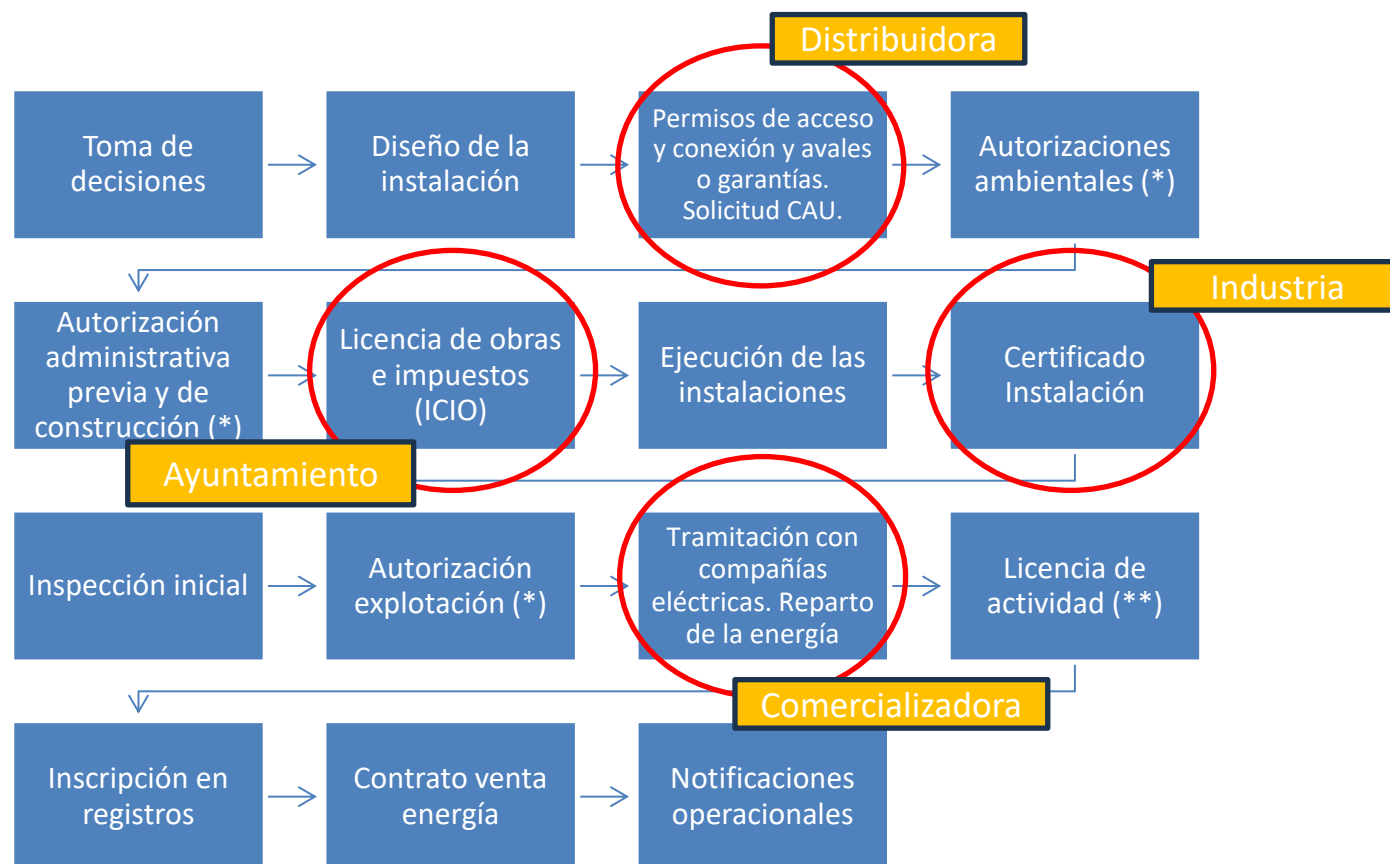 Distribuidora
Toma de
decisiones
Diseño de la
instalación
Permisos de acceso
y conexión y avales
o garantías.
Solicitud CAU.
Autorizaciones
ambientales (*)
Industria
Autorización
administrativa
previa y de
construcción (*)
Licencia de obras
e impuestos
(ICIO)
Ejecución de las
instalaciones
Certificado
Instalación
Ayuntamiento
Inspección inicial
Autorización
explotación (*)
Tramitación con
compañías
eléctricas. Reparto
de la energía
Licencia de
actividad (**)
Comercializadora
Inscripción en
registros
Contrato venta
energía
Notificaciones
operacionales